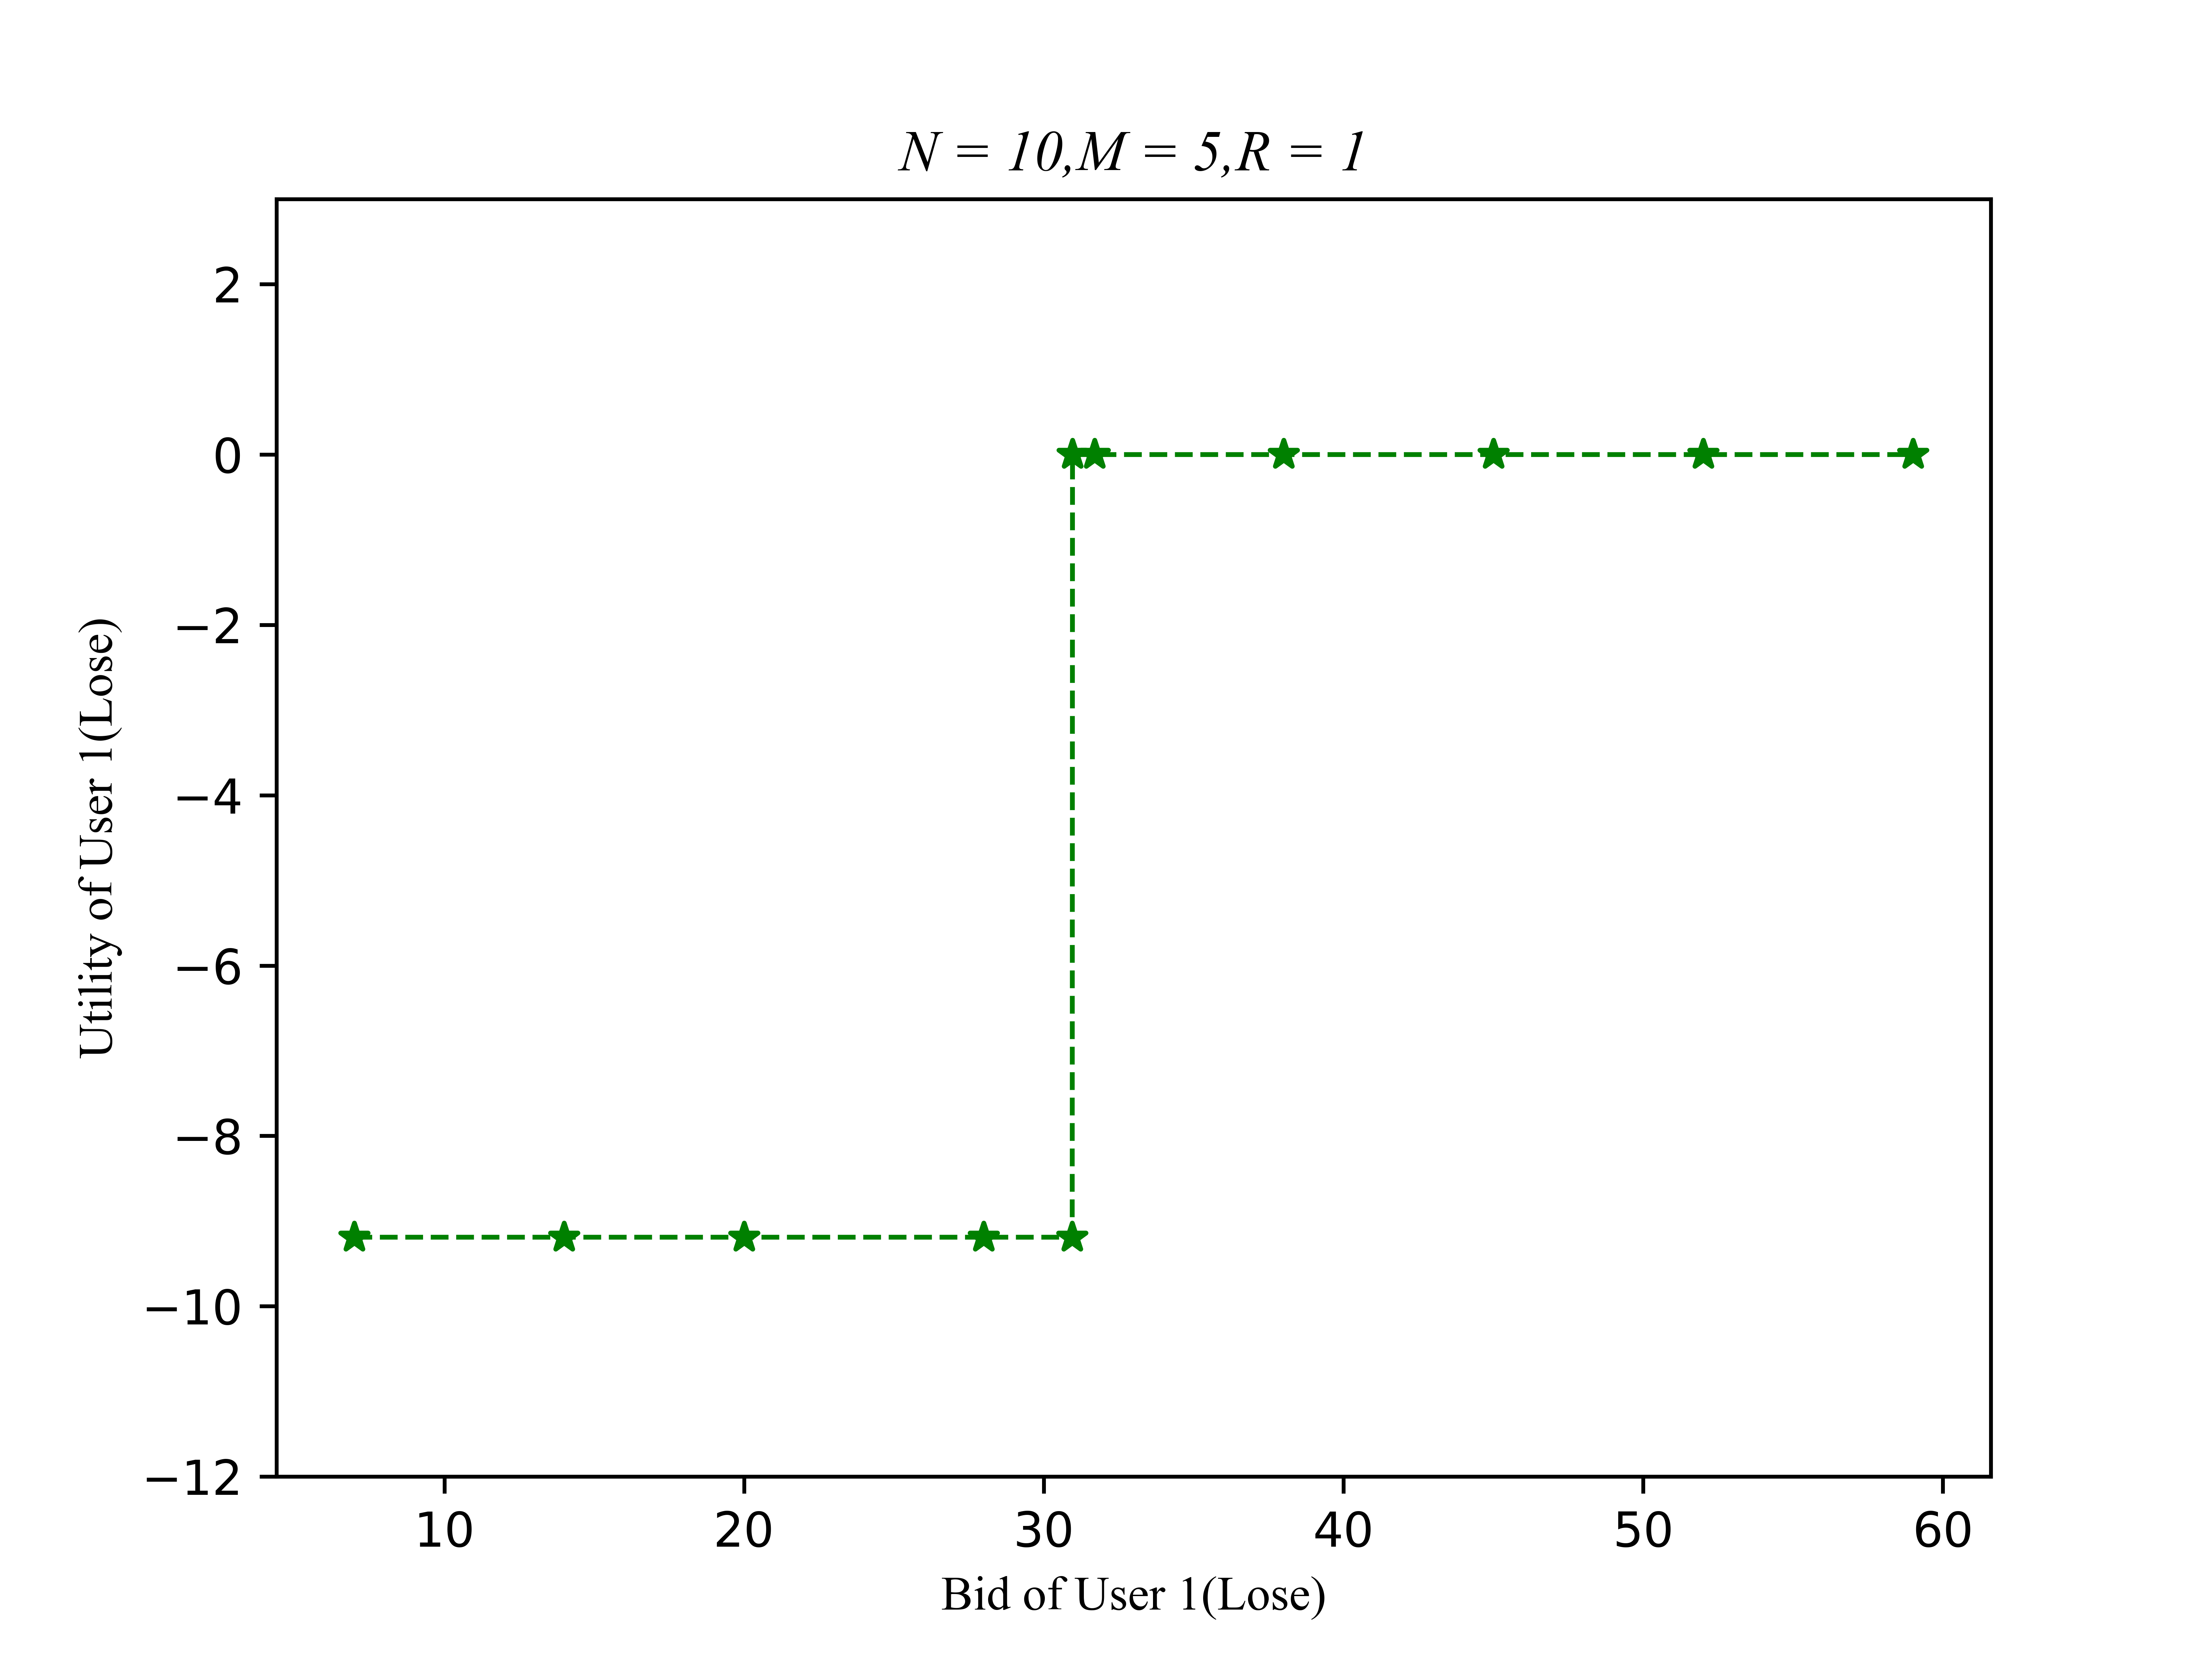 N = 10,M = 5,R = 1
2
0
−2
−4
−6
−8
−10
−12
Utility of User 1(Lose)
10 20 30 40 50 60
Bid of User 1(Lose)